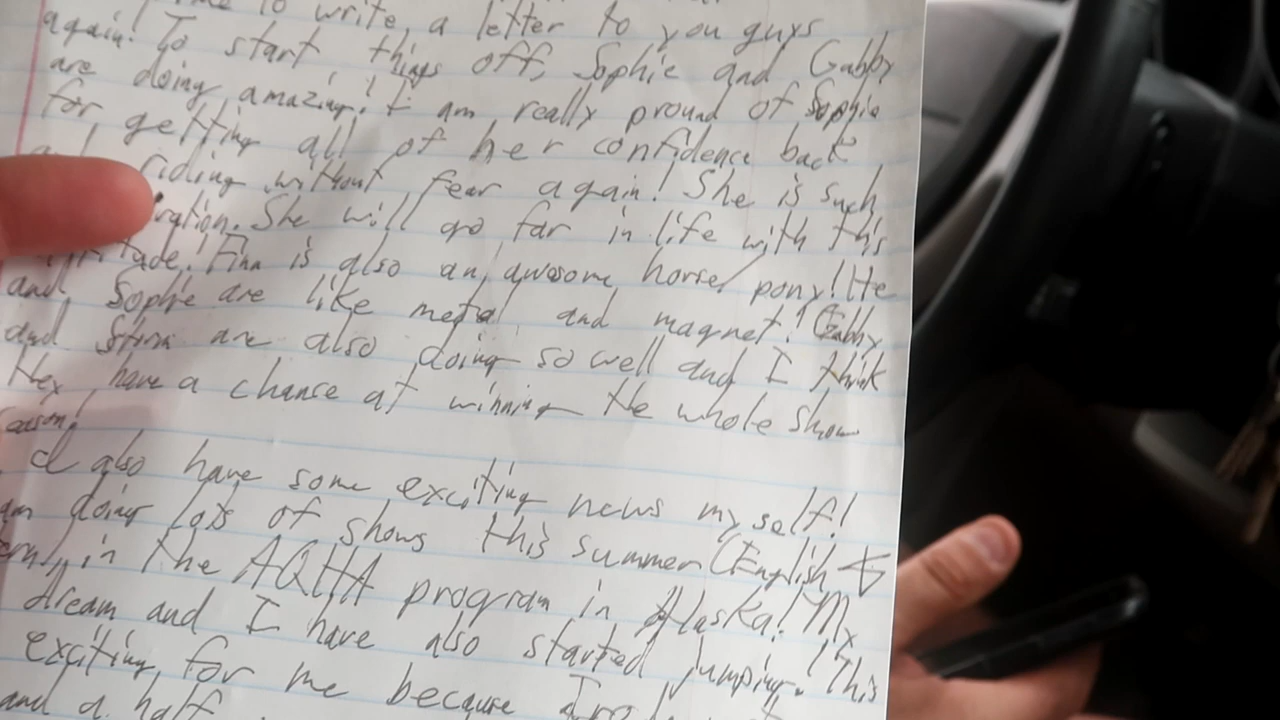 to write a letter to you guys
again! To start things off, Sophie and Gabby
are doing amazing! I am really pround of Sophie
for getting all of her confidence back
riding without fear again! She is such
ration. She will go far in life with this
tude! Finn is also an awesome horse/pony! He
and Sophie are like metal and magnet! Gabby
and are also doing so well and I think
they have a chance at winning the whole show
eason!
I also have some exciting news myself!
am doing lots of shows this summer (English &
ern) in the AQHA program in Alaska! My
dream and I have also started jumping! This
exciting for me because I
and a half